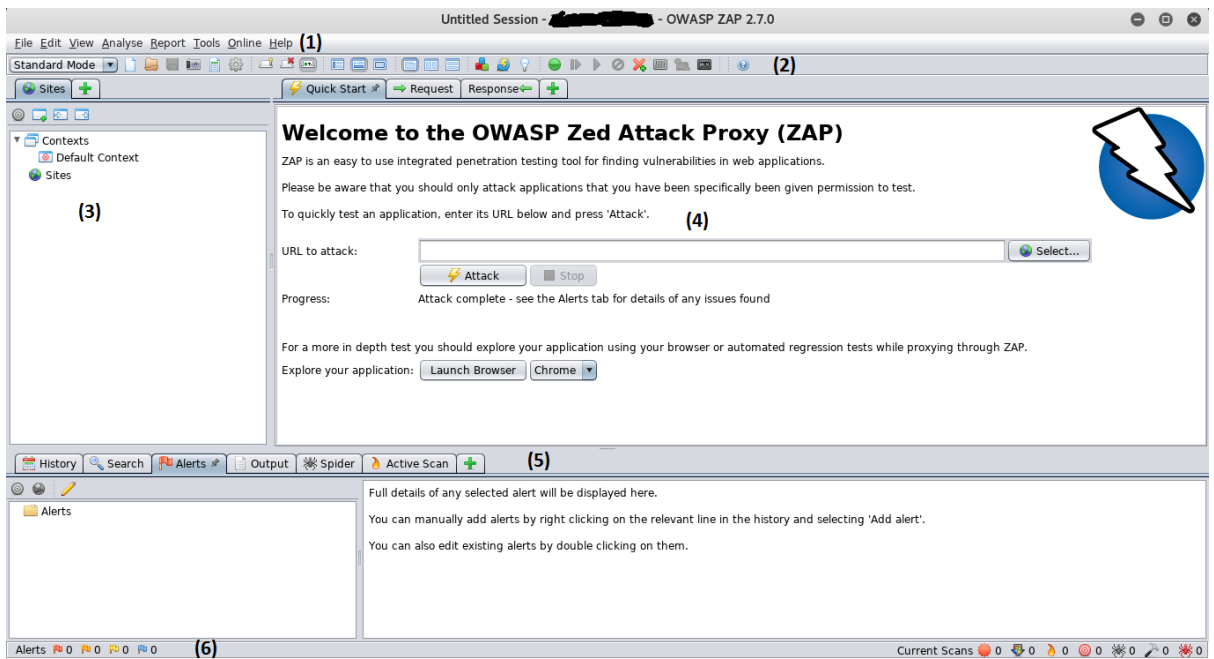 Untitled Session - - OWASP ZAP 2.7.0
File Edit View Analyse Report Tools Online Help (1)
Standard Mode (2)
Sites
Quick Start Request Response
Contexts
Default Context
Sites
(3)
Welcome to the OWASP Zed Attack Proxy (ZAP)
ZAP is an easy to use integrated penetration testing tool for finding vulnerabilities in web applications.
Please be aware that you should only attack applications that you have been specifically been given permission to test.
To quickly test an application, enter its URL below and press 'Attack'.
(4)
URL to attack: Select...
Attack Stop
Progress: Attack complete - see the Alerts tab for details of any issues found
For a more in depth test you should explore your application using your browser or automated regression tests while proxying through ZAP.
Explore your application: Launch Browser Chrome
History Search Alerts Output Spider Active Scan (5)
Alerts
Full details of any selected alert will be displayed here.
You can manually add alerts by right clicking on the relevant line in the history and selecting 'Add alert'.
You can also edit existing alerts by double clicking on them.
Alerts 0 0 0 0 (6) Current Scans 0 0 0 0 0 0 0